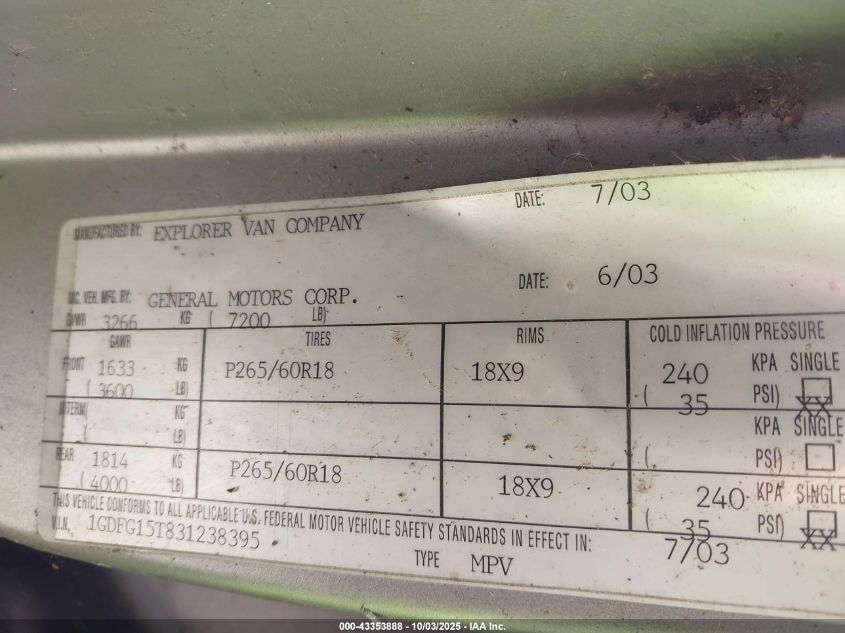 MANUFACTURED BY: EXPLORER VAN COMPANY DATE: 7/03
INC. VEH. MFG. BY: GENERAL MOTORS CORP. DATE: 6/03
GVWR 3266 KG ( 7200 LB)
GAWR TIRES RIMS COLD INFLATION PRESSURE
FRONT 1633 KG P265/60R18 18X9 240 KPA SINGLE
( 3600 LB) ( 35 PSI) XX
INTERM( KG KPA SINGLE
( LB) ( PSI)
REAR 1814 KG P265/60R18 18X9 240 KPA SINGLE
( 4000 LB) ( 35 PSI) XX
THIS VEHICLE CONFORMS TO ALL APPLICABLE U.S. FEDERAL MOTOR VEHICLE SAFETY STANDARDS IN EFFECT IN: 7/03
V.I.N. 1GDFG15T831238395 TYPE MPV
000-43353888 - 10/03/2025 - IAA Inc.